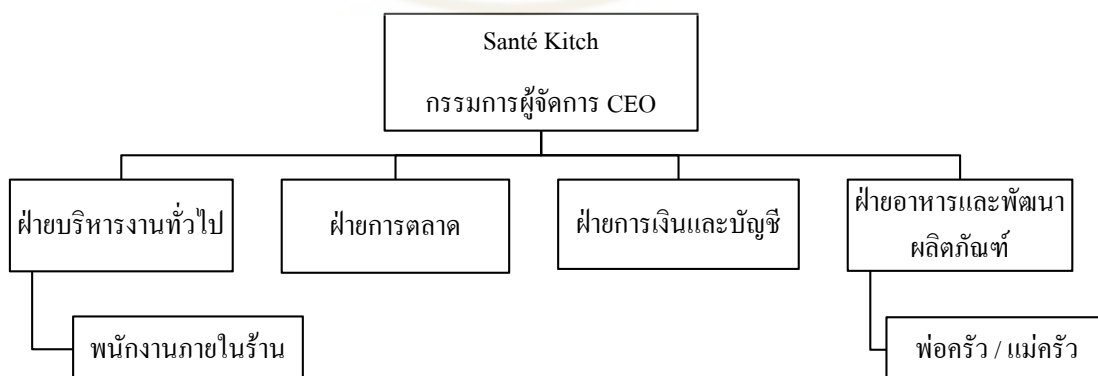 Santé Kitch
กรรมการผู้จัดการ CEO
ฝ่ายบริหารงานทั่วไป
ฝ่ายการตลาด
ฝ่ายการเงินและบัญชี
ฝ่ายอาหารและพัฒนา
ผลิตภัณฑ์
พนักงานภายในร้าน
พ่อครัว / แม่ครัว